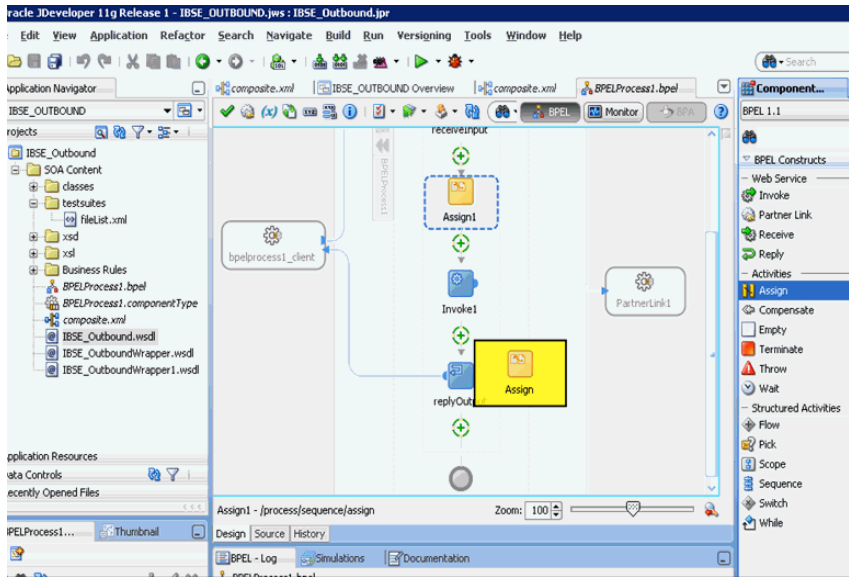 racle JDeveloper 11g Release 1 - IBSE_OUTBOUND.jws : IBSE_Outbound.jpr
Edit View Application Refactor Search Navigate Build Run Versioning Tools Window Help
Search
Application Navigator
composite.xml
IBSE_OUTBOUND Overview
composite.xml
BPELProcess1.bpel
Component...
IBSE_OUTBOUND
BPEL
Monitor
BPA
BPEL 1.1
rojects
IBSE_Outbound
SOA Content
classes
testsuites
fileList.xml
xsd
xsl
Business Rules
BPELProcess1.bpel
BPELProcess1.componentType
composite.xml
IBSE_Outbound.wsdl
IBSE_OutboundWrapper.wsdl
IBSE_OutboundWrapper1.wsdl
pplication Resources
ata Controls
ecently Opened Files
BPELProcess1
receiveInput
Assign1
bpelprocess1_client
Invoke1
PartnerLink1
replyOutput
Assign
BPEL Constructs
Web Service
Invoke
Partner Link
Receive
Reply
Activities
Assign
Compensate
Empty
Terminate
Throw
Wait
Structured Activities
Flow
Pick
Scope
Sequence
Switch
While
Assign1 - /process/sequence/assign
Zoom: 100
Design Source History
PELProcess1...
Thumbnail
BPEL - Log
Simulations
Documentation
BPELProcess1.bpel